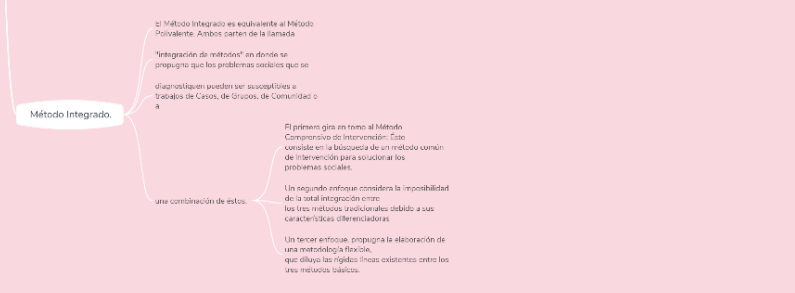 Método Integrado.
El Método Integrado es equivalente al Método
Polivalente. Ambos parten de la llamada
"integración de métodos" en donde se
propugna que los problemas sociales que se
diagnostiquen pueden ser susceptibles a
trabajos de Casos, de Grupos, de Comunidad o
a
una combinación de éstos.
El primero gira en torno al Método
Comprensivo de Intervención: Éste
consiste en la búsqueda de un método común
de intervención para solucionar los
problemas sociales.
Un segundo enfoque considera la imposibilidad
de la total integración entre
los tres métodos tradicionales debido a sus
características diferenciadoras
Un tercer enfoque, propugna la elaboración de
una metodología flexible,
que diluya las rígidas líneas existentes entre los
tres métodos básicos.